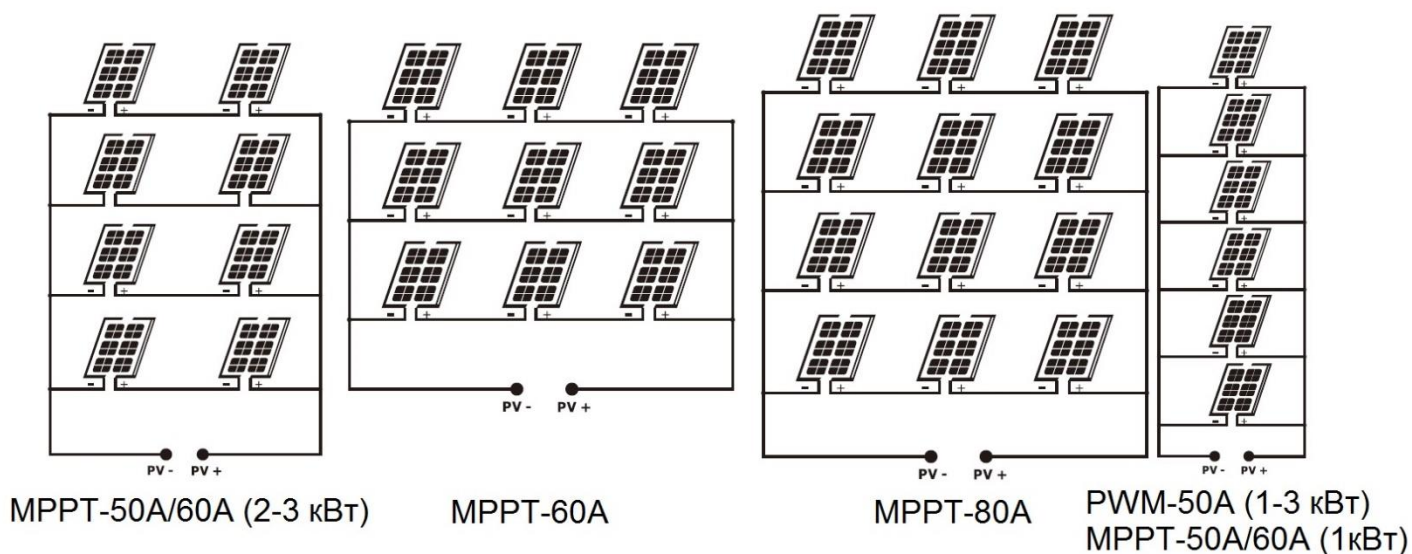 - + - +
- + - +
- + - +
- + - +
PV - PV +
MPPT-50A/60A (2-3 кВт)
- + - + - +
- + - + - +
- + - + - +
PV - PV +
MPPT-60A
- + - + - +
- + - + - +
- + - + - +
- + - + - +
PV - PV +
MPPT-80A
- +
- +
- +
- +
- +
- +
PV - PV +
PWM-50A (1-3 кВт)
MPPT-50A/60A (1кВт)